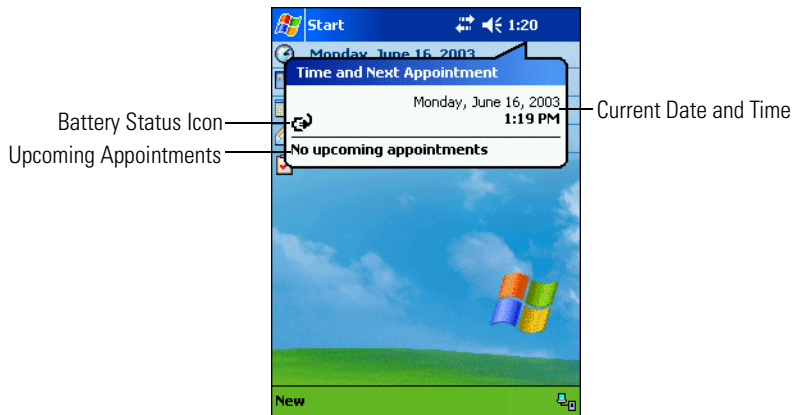 Start 1:20
Monday, June 16, 2003
Time and Next Appointment
Monday, June 16, 2003
1:19 PM
No upcoming appointments
New
Battery Status Icon
Upcoming Appointments
Current Date and Time